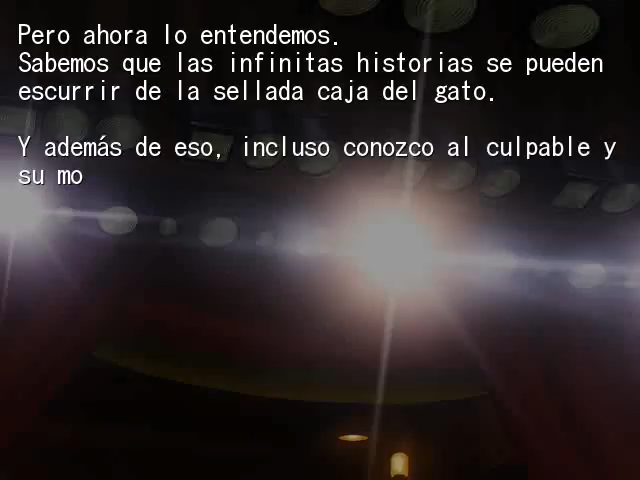 Pero ahora lo entendemos.
Sabemos que las infinitas historias se pueden
escurrir de la sellada caja del gato.
Y además de eso, incluso conozco al culpable y
su mo